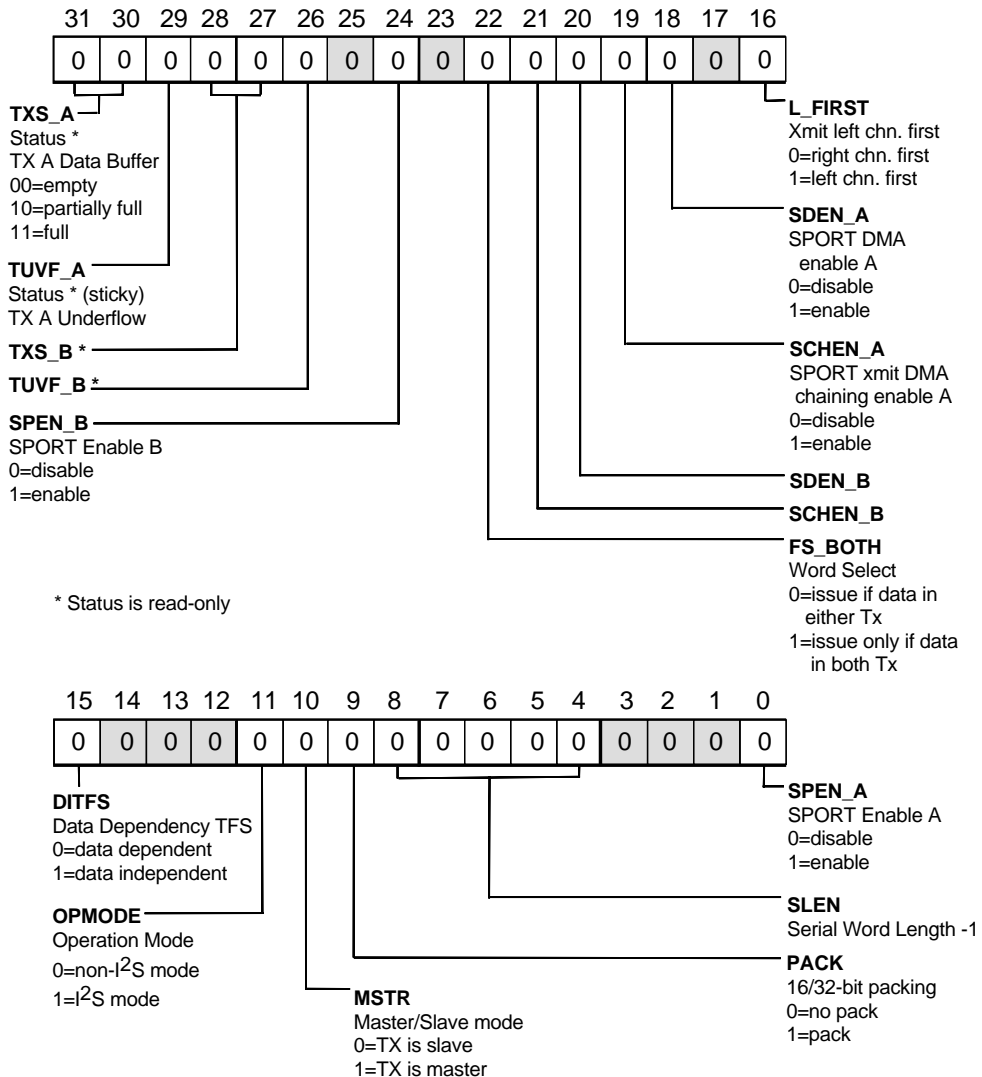 31 30 29 28 27 26 25 24 23 22 21 20 19 18 17 16
0 0 0 0 0 0 0 0 0 0 0 0 0 0 0 0
TXS_A
Status *
TX A Data Buffer
00=empty
10=partially full
11=full
TUVF_A
Status * (sticky)
TX A Underflow
TXS_B *
TUVF_B *
SPEN_B
SPORT Enable B
0=disable
1=enable
* Status is read-only
L_FIRST
Xmit left chn. first
0=right chn. first
1=left chn. first
SDEN_A
SPORT DMA
enable A
0=disable
1=enable
SCHEN_A
SPORT xmit DMA
chaining enable A
0=disable
1=enable
SDEN_B
SCHEN_B
FS_BOTH
Word Select
0=issue if data in
either Tx
1=issue only if data
in both Tx
15 14 13 12 11 10 9 8 7 6 5 4 3 2 1 0
0 0 0 0 0 0 0 0 0 0 0 0 0 0 0 0
DITFS
Data Dependency TFS
0=data dependent
1=data independent
OPMODE
Operation Mode
0=non-I2S mode
1=I2S mode
MSTR
Master/Slave mode
0=TX is slave
1=TX is master
SPEN_A
SPORT Enable A
0=disable
1=enable
SLEN
Serial Word Length -1
PACK
16/32-bit packing
0=no pack
1=pack